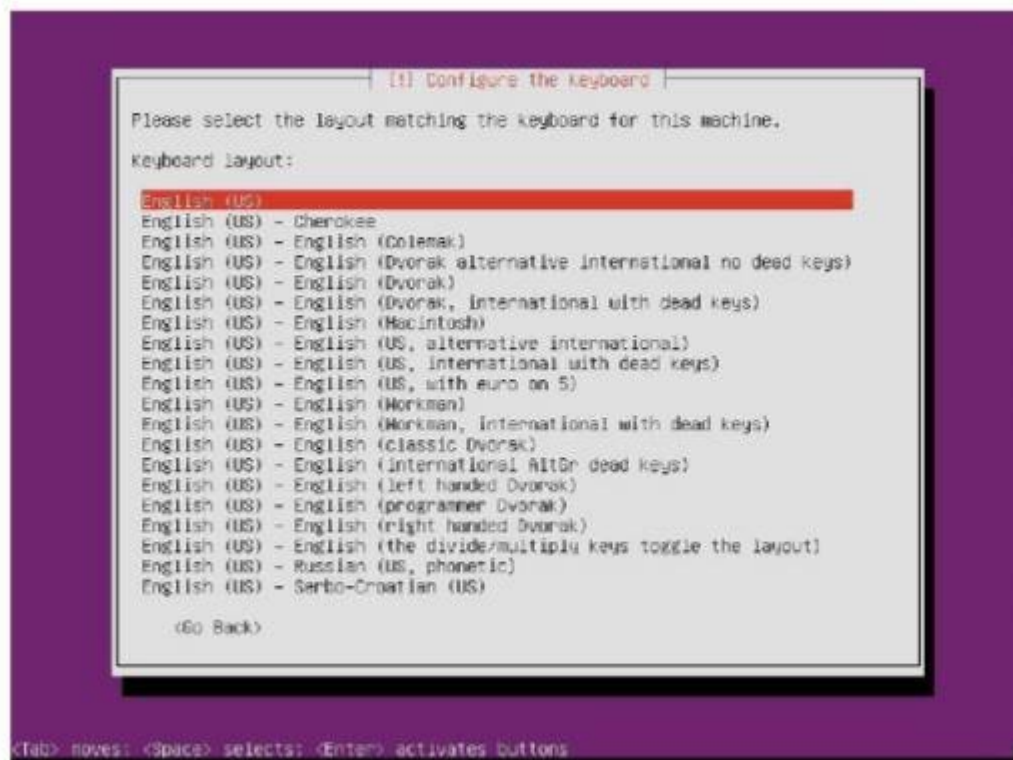 [!] Configure the keyboard
Please select the layout matching the keyboard for this machine.
Keyboard layout:
English (US)
English (US) - Cherokee
English (US) - English (Colemak)
English (US) - English (Dvorak alternative international no dead keys)
English (US) - English (Dvorak)
English (US) - English (Dvorak, international with dead keys)
English (US) - English (Macintosh)
English (US) - English (US, alternative international)
English (US) - English (US, international with dead keys)
English (US) - English (US, with euro on 5)
English (US) - English (Workman)
English (US) - English (Workman, international with dead keys)
English (US) - English (classic Dvorak)
English (US) - English (international AltGr dead keys)
English (US) - English (left handed Dvorak)
English (US) - English (programmer Dvorak)
English (US) - English (right handed Dvorak)
English (US) - English (the divide/multiply keys toggle the layout)
English (US) - Russian (US, phonetic)
English (US) - Serbo-Croatian (US)
<Go Back>
<Tab> moves; <Space> selects; <Enter> activates buttons